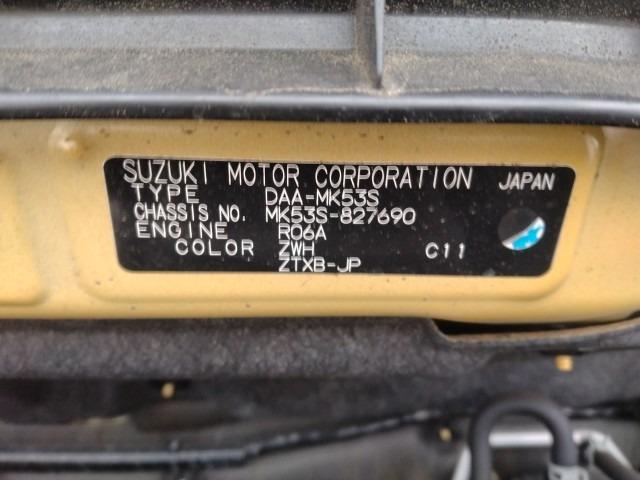 SUZUKI MOTOR CORPORATION JAPAN
TYPE DAA-MK53S
CHASSIS NO. MK53S-827690
ENGINE R06A
COLOR ZWH C11
ZTXB-JP